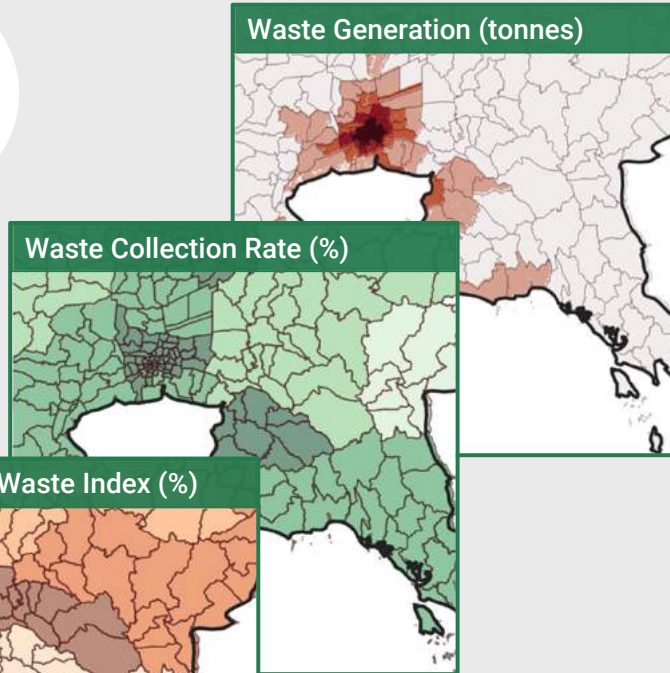 Waste Generation (tonnes)
Waste Collection Rate (%)
Waste Index (%)